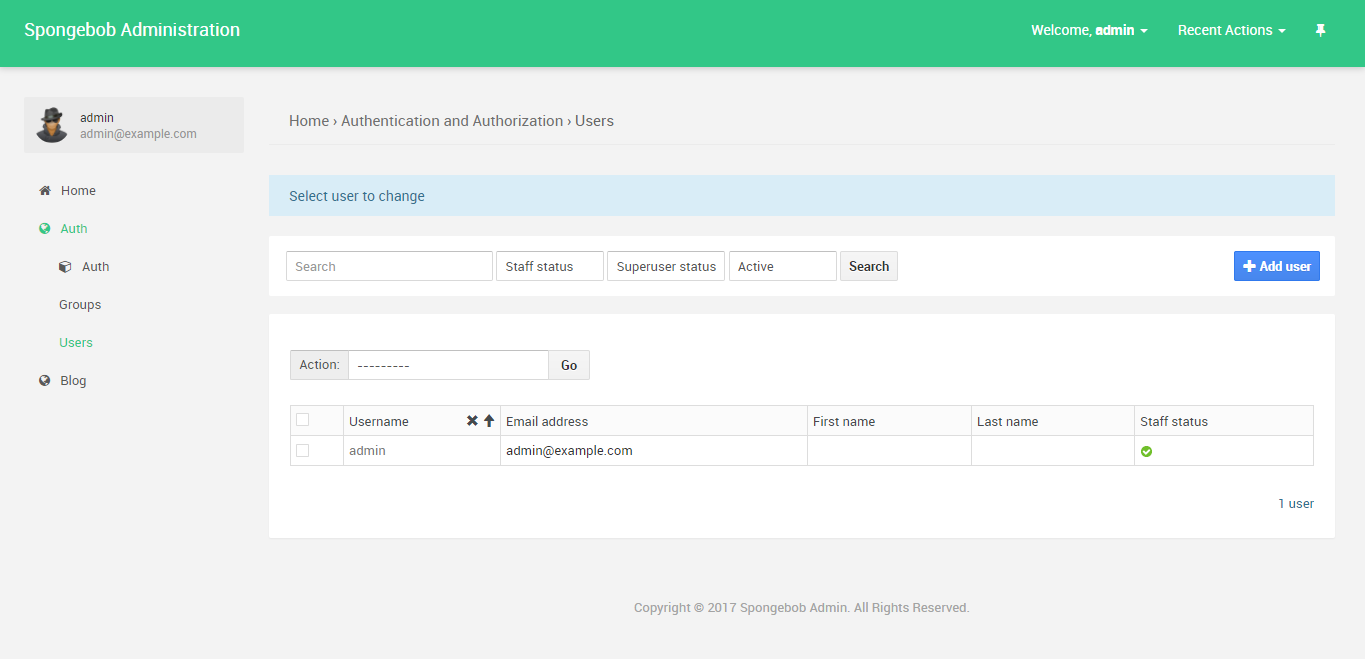 Spongebob Administration
Welcome, admin
Recent Actions
admin
admin@example.com
Home
Auth
Auth
Groups
Users
Blog
Home › Authentication and Authorization › Users
Select user to change
Search
Staff status
Superuser status
Active
Search
Add user
Action:
---------
Go
Username
Email address
First name
Last name
Staff status
admin
admin@example.com
1 user
Copyright © 2017 Spongebob Admin. All Rights Reserved.